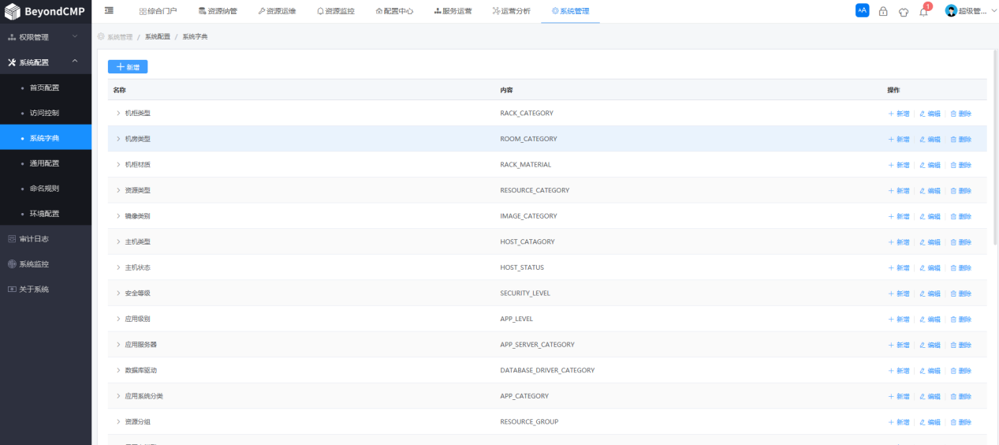 BeyondCMP
综合门户 资源纳管 资源运维 资源监控 配置中心 服务运营 运营分析 系统管理 AA 1 超级管...
权限管理
系统配置
首页配置
访问控制
系统字典
通用配置
命名规则
环境配置
审计日志
系统监控
关于系统
系统管理 / 系统配置 / 系统字典
新增
名称 内容 操作
机柜类型 RACK_CATEGORY 新增 编辑 删除
机房类型 ROOM_CATEGORY 新增 编辑 删除
机柜材质 RACK_MATERIAL 新增 编辑 删除
资源类型 RESOURCE_CATEGORY 新增 编辑 删除
镜像类别 IMAGE_CATEGORY 新增 编辑 删除
主机类型 HOST_CATAGORY 新增 编辑 删除
主机状态 HOST_STATUS 新增 编辑 删除
安全等级 SECURITY_LEVEL 新增 编辑 删除
应用级别 APP_LEVEL 新增 编辑 删除
应用服务器 APP_SERVER_CATEGORY 新增 编辑 删除
数据库驱动 DATABASE_DRIVER_CATEGORY 新增 编辑 删除
应用系统分类 APP_CATEGORY 新增 编辑 删除
资源分组 RESOURCE_GROUP 新增 编辑 删除